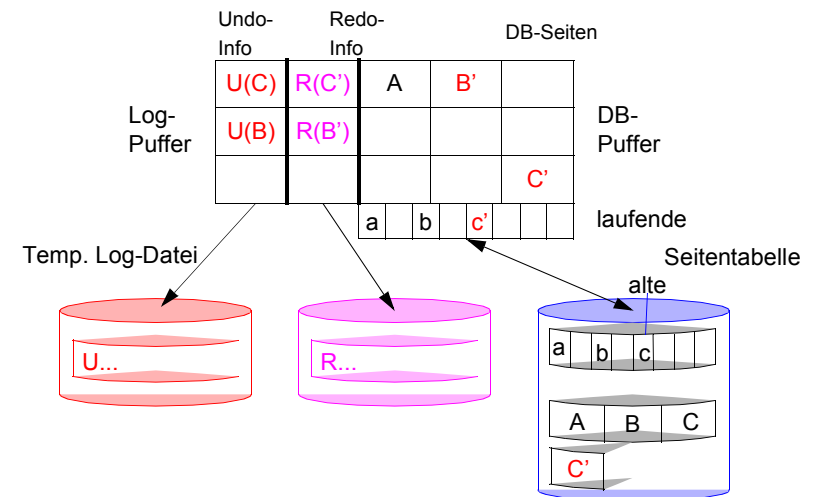 Undo-
Info
Redo-
Info
DB-Seiten
Log-
Puffer
U(C) R(C’) A B’
U(B) R(B’)
C’
DB-
Puffer
a b c’
laufende
Seitentabelle
Temp. Log-Datei
alte
U...
R...
a b c
A B C
C’